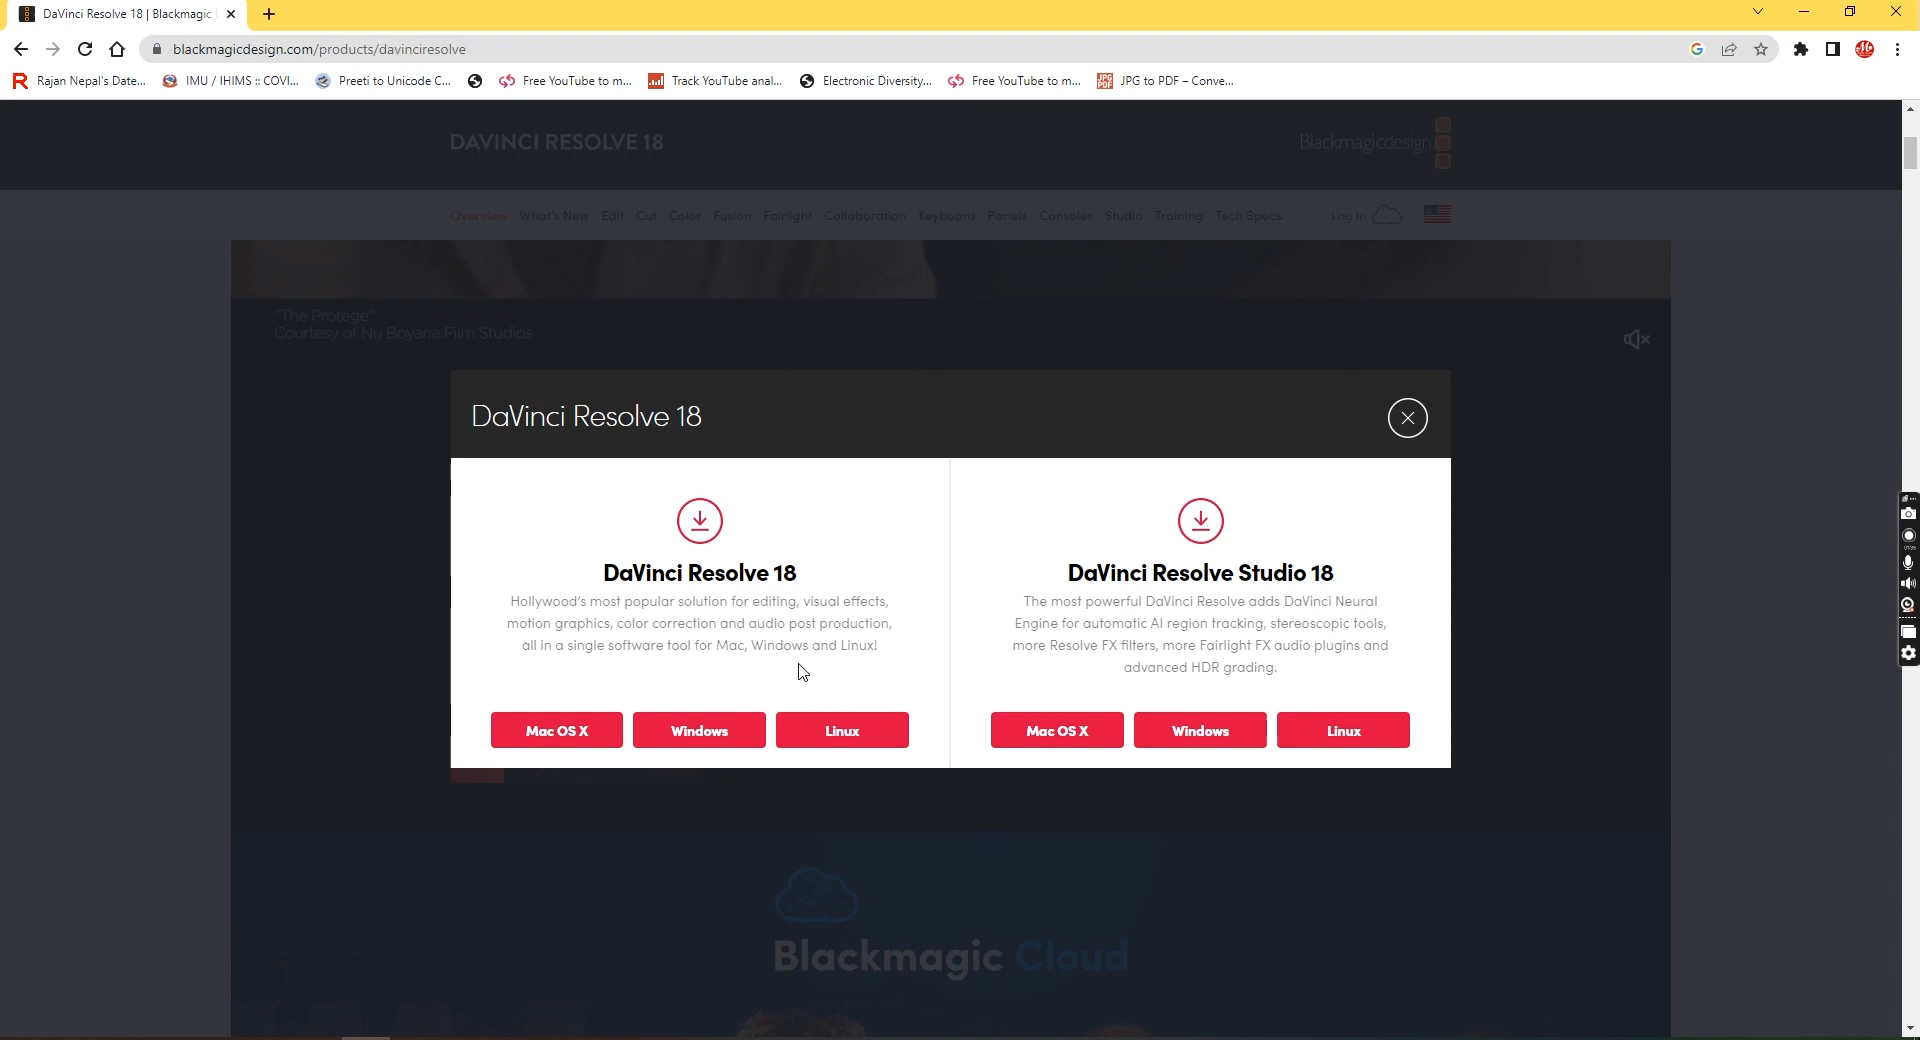 DaVinci Resolve 18 | Blackmagic
blackmagicdesign.com/products/davinciresolve
Rajan Nepal's Date...
IMU / IHIMS :: COVI...
Preeti to Unicode C...
Free YouTube to m...
Track YouTube anal...
Electronic Diversity...
Free YouTube to m...
JPG to PDF – Conve...
DAVINCI RESOLVE 18
Blackmagicdesign
Overview What's New Edit Cut Color Fusion Fairlight Collaboration Keyboard Panels Consoles Studio Training Tech Specs Log In
"The Protege"
Courtesy of Nu Boyana Film Studios
DaVinci Resolve 18
DaVinci Resolve 18
Hollywood's most popular solution for editing, visual effects,
motion graphics, color correction and audio post production,
all in a single software tool for Mac, Windows and Linux!
Mac OS X Windows Linux
DaVinci Resolve Studio 18
The most powerful DaVinci Resolve adds DaVinci Neural
Engine for automatic AI region tracking, stereoscopic tools,
more Resolve FX filters, more Fairlight FX audio plugins and
advanced HDR grading.
Mac OS X Windows Linux
Blackmagic Cloud